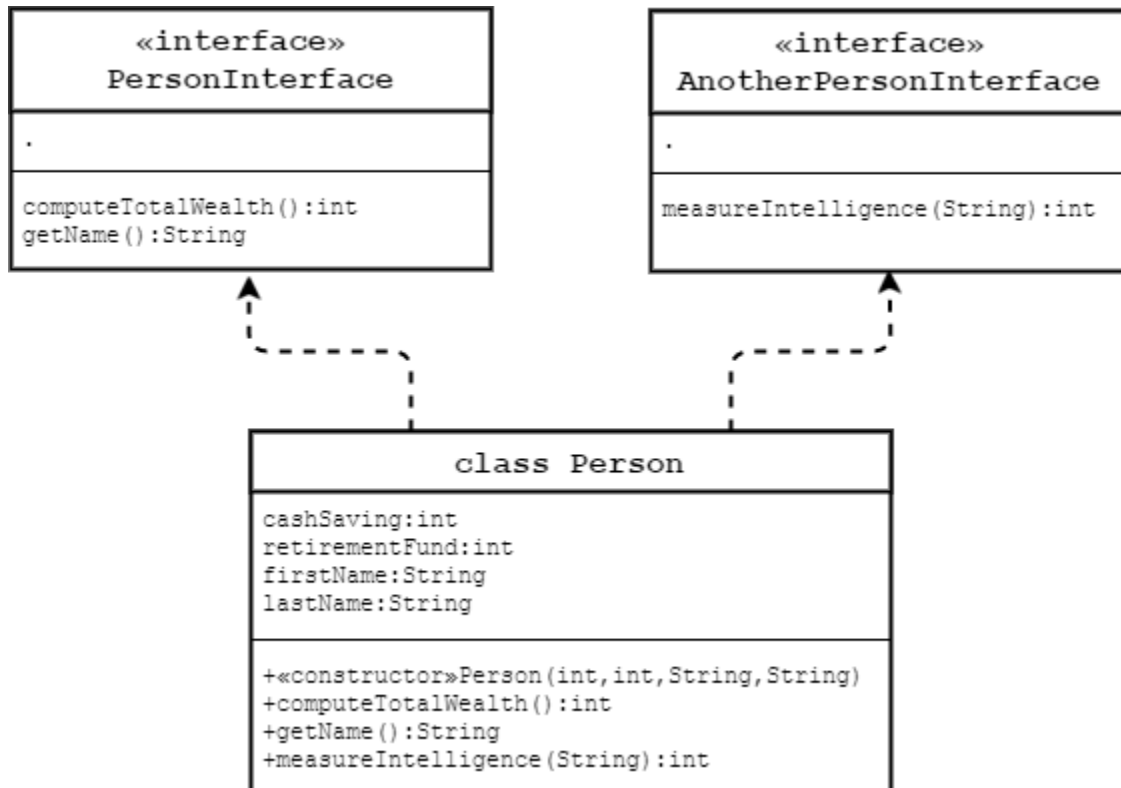 «interface»
PersonInterface
.
computeTotalWealth():int
getName():String
«interface»
AnotherPersonInterface
.
measureIntelligence(String):int
class Person
cashSaving:int
retirementFund:int
firstName:String
lastName:String
+«constructor»Person(int,int,String,String)
+computeTotalWealth():int
+getName():String
+measureIntelligence(String):int